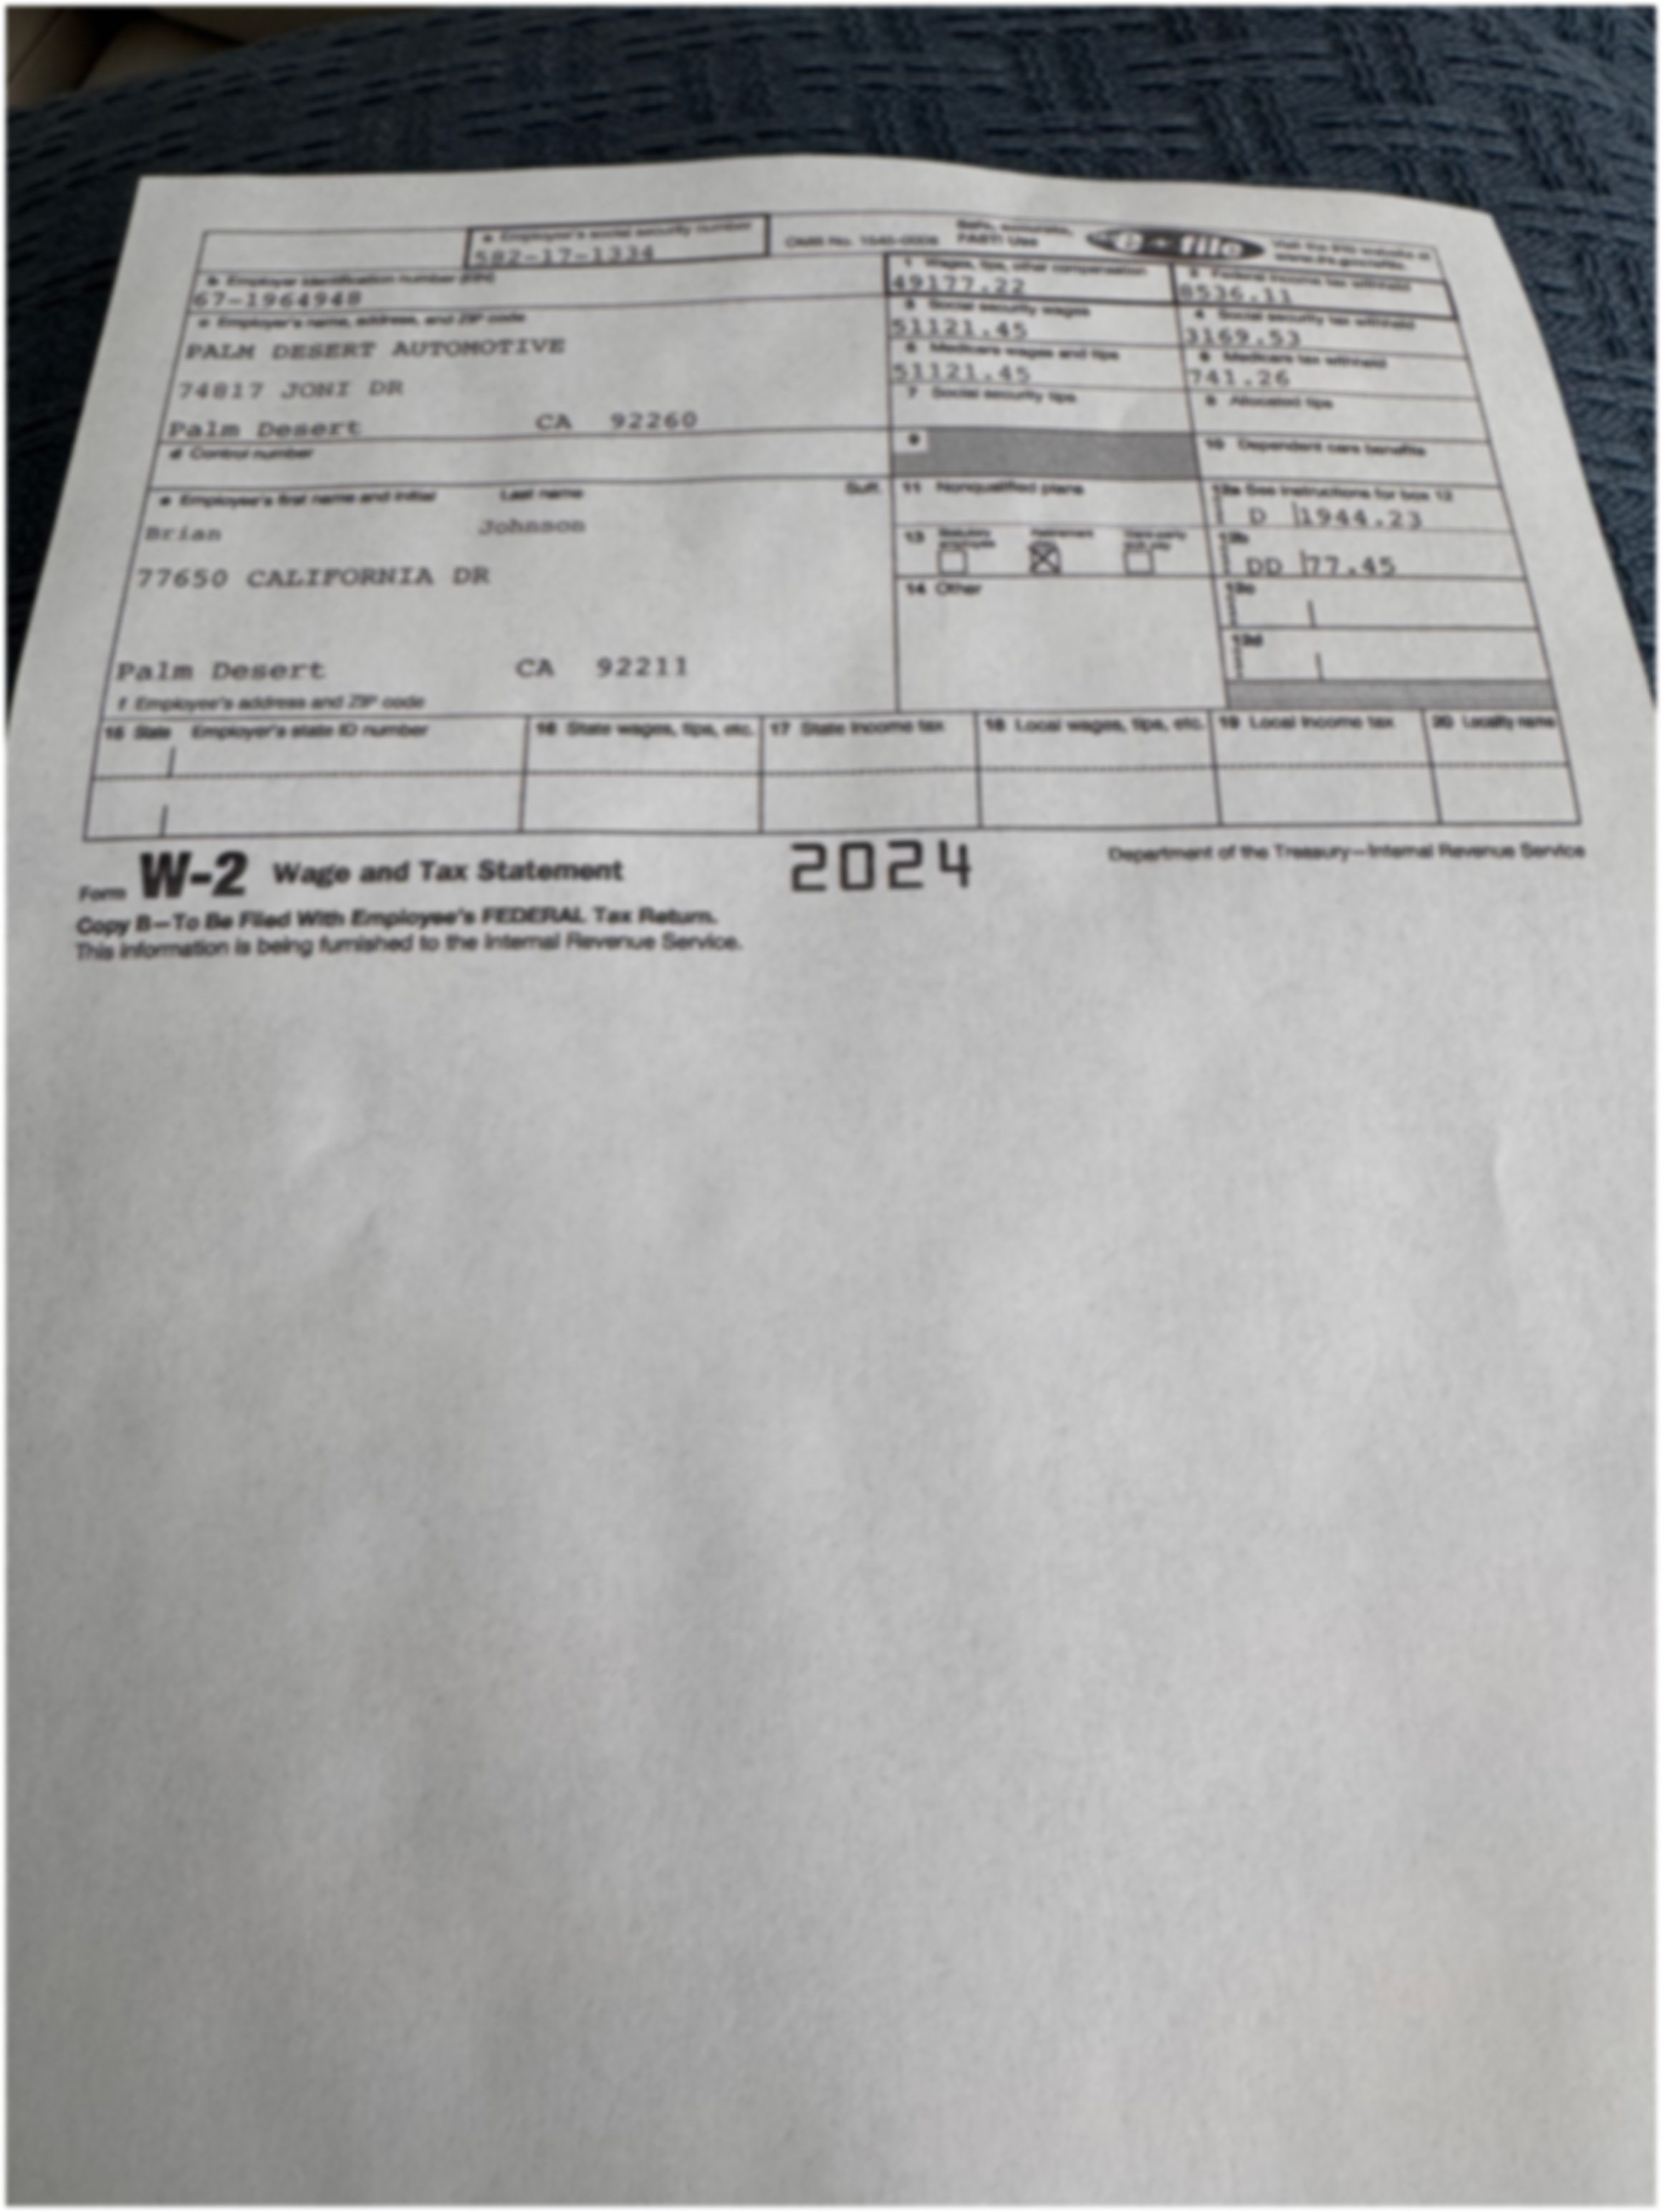 a Employee's social security number
582-17-1334
OMB No. 1545-0008
Safe, accurate,
FAST! Use
e-file
Visit the IRS website at
www.irs.gov/efile.
b Employer identification number (EIN)
67-1964948
1 Wages, tips, other compensation
49177.22
2 Federal income tax withheld
8536.11
c Employer's name, address, and ZIP code
PALM DESERT AUTOMOTIVE
74817 JONI DR
Palm Desert CA 92260
3 Social security wages
51121.45
4 Social security tax withheld
3169.53
5 Medicare wages and tips
51121.45
6 Medicare tax withheld
741.26
7 Social security tips
8 Allocated tips
d Control number
9
10 Dependent care benefits
e Employee's first name and initial Last name Suff.
Brian Johnson
77650 CALIFORNIA DR
Palm Desert CA 92211
f Employee's address and ZIP code
11 Nonqualified plans
12a See instructions for box 12
D 1944.23
13 Statutory employee Retirement Third-party sick pay
12b
DD 77.45
14 Other
12c
12d
15 State Employer's state ID number 16 State wages, tips, etc. 17 State income tax 18 Local wages, tips, etc. 19 Local income tax 20 Locality name
Form W-2 Wage and Tax Statement 2024 Department of the Treasury—Internal Revenue Service
Copy B—To Be Filed With Employee's FEDERAL Tax Return.
This information is being furnished to the Internal Revenue Service.